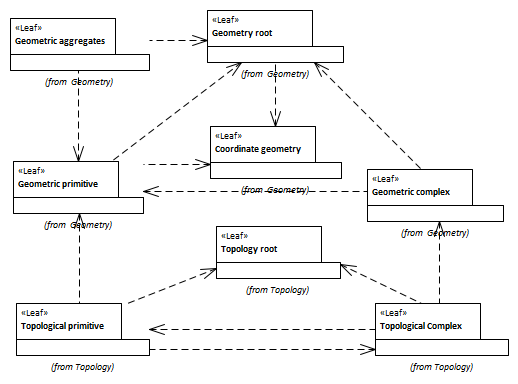 «Leaf»
Geometric aggregates
(from Geometry)
«Leaf»
Geometry root
(from Geometry)
«Leaf»
Coordinate geometry
(from Geometry)
«Leaf»
Geometric primitive
(from Geometry)
«Leaf»
Geometric complex
(from Geometry)
«Leaf»
Topology root
(from Topology)
«Leaf»
Topological primitive
(from Topology)
«Leaf»
Topological Complex
(from Topology)